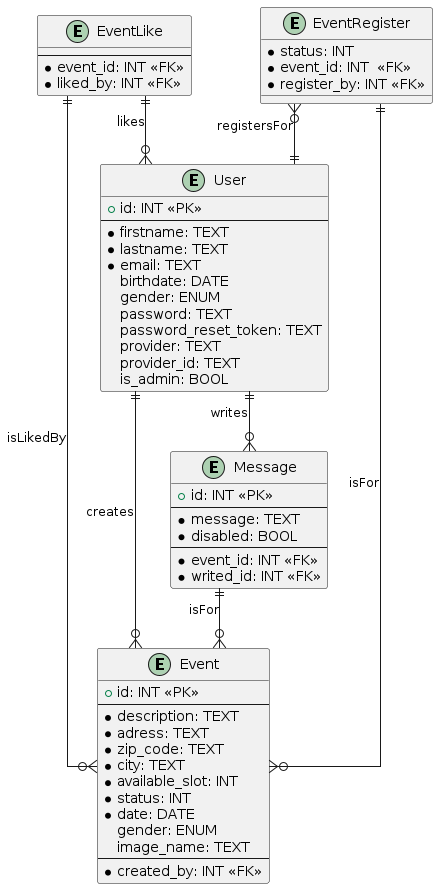 E EventLike
event_id: INT «FK»
liked_by: INT «FK»
E EventRegister
status: INT
event_id: INT «FK»
register_by: INT «FK»
likes
registersFor
E User
id: INT «PK»
firstname: TEXT
lastname: TEXT
email: TEXT
birthdate: DATE
gender: ENUM
password: TEXT
password_reset_token: TEXT
provider: TEXT
provider_id: TEXT
is_admin: BOOL
writes
isLikedBy
E Message
id: INT «PK»
message: TEXT
disabled: BOOL
event_id: INT «FK»
writed_id: INT «FK»
isFor
creates
isFor
E Event
id: INT «PK»
description: TEXT
adress: TEXT
zip_code: TEXT
city: TEXT
available_slot: INT
status: INT
date: DATE
gender: ENUM
image_name: TEXT
created_by: INT «FK»